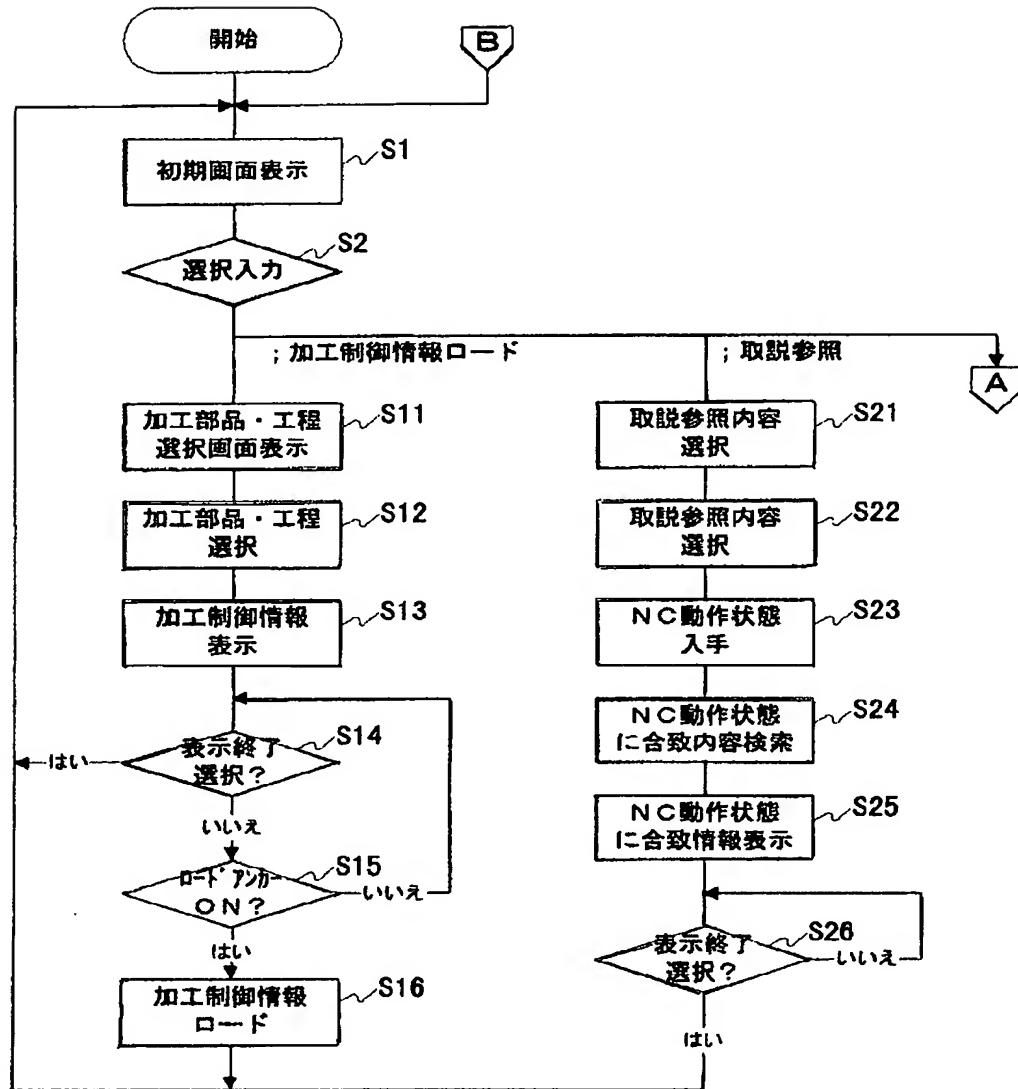 開始
B
初期画面表示
S1
選択入力
S2
;加工制御情報ロード
;取説参照
A
加工部品・工程
選択画面表示
S11
加工部品・工程
選択
S12
加工制御情報
表示
S13
表示終了
選択?
S14
はい
いいえ
ロードアンカー
ON?
S15
いいえ
はい
加工制御情報
ロード
S16
取説参照内容
選択
S21
取説参照内容
選択
S22
NC動作状態
入手
S23
NC動作状態
に合致内容検索
S24
NC動作状態
に合致情報表示
S25
表示終了
選択?
S26
いいえ
はい